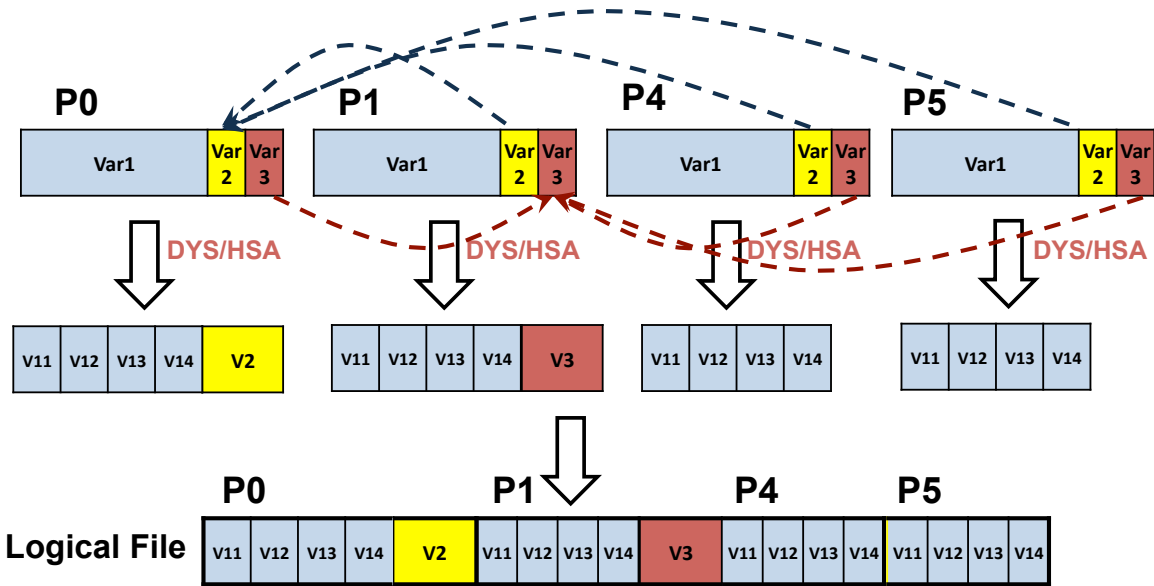 P0 P1 P4 P5
Var1 Var 2 Var 3 Var1 Var 2 Var 3 Var1 Var 2 Var 3 Var1 Var 2 Var 3
DYS/HSA DYS/HSA DYS/HSA DYS/HSA
V11 V12 V13 V14 V2 V11 V12 V13 V14 V3 V11 V12 V13 V14 V11 V12 V13 V14
P0 P1 P4 P5
Logical File V11 V12 V13 V14 V2 V11 V12 V13 V14 V3 V11 V12 V13 V14 V11 V12 V13 V14